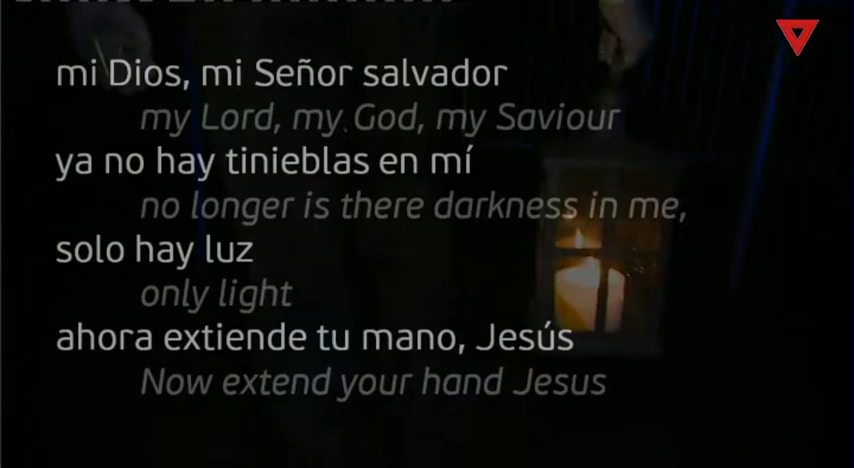 mi Dios, mi Señor salvador
my Lord, my God, my Saviour
ya no hay tinieblas en mí
no longer is there darkness in me,
solo hay luz
only light
ahora extiende tu mano, Jesús
Now extend your hand Jesus